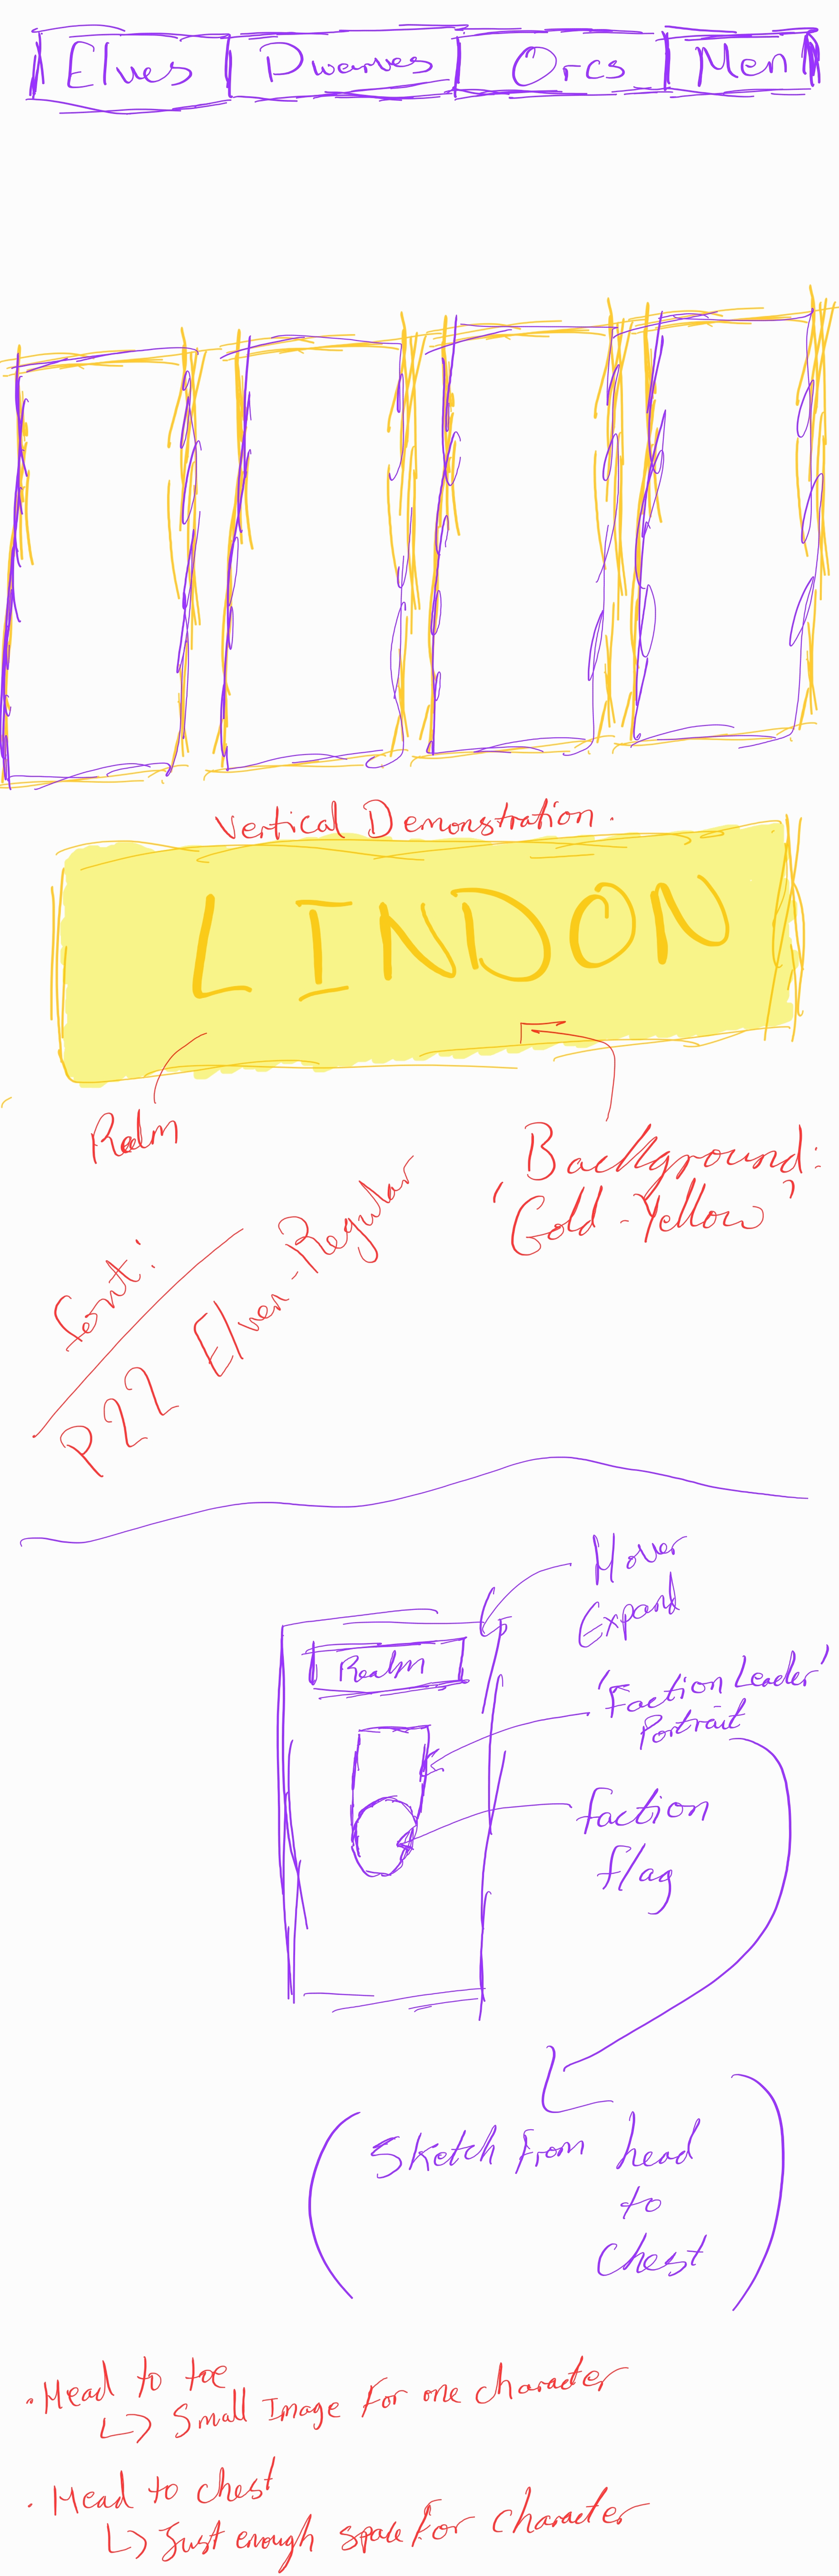 Elves Dwarves Orcs Men
Vertical Demonstration.
LINDON
Realm
Background:
'Gold-Yellow'
font:
P22 Elven-Regular
Hover
Expand
Realm
'Faction Leader'
Portrait
faction
flag
(Sketch from head
to
chest)
· Head to toe
↳ Small Image for one character
· Head to chest
↳ Just enough space for character